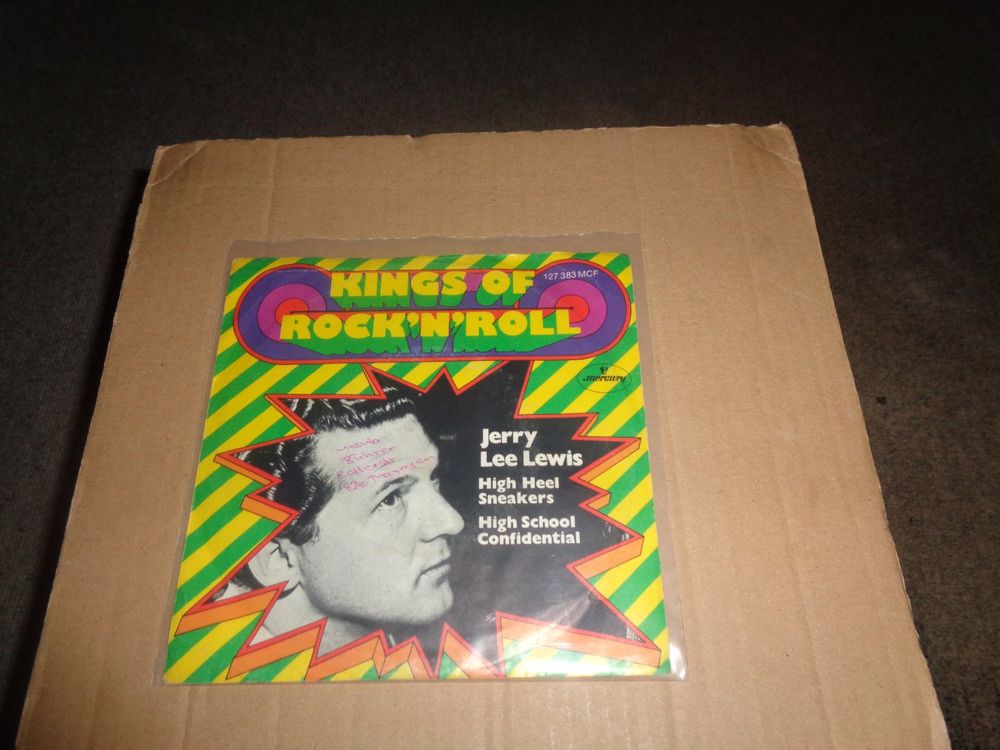 KINGS OF
127 383 MCF
ROCK'N'ROLL
mercury
Jerry
Lee Lewis
High Heel
Sneakers
High School
Confidential